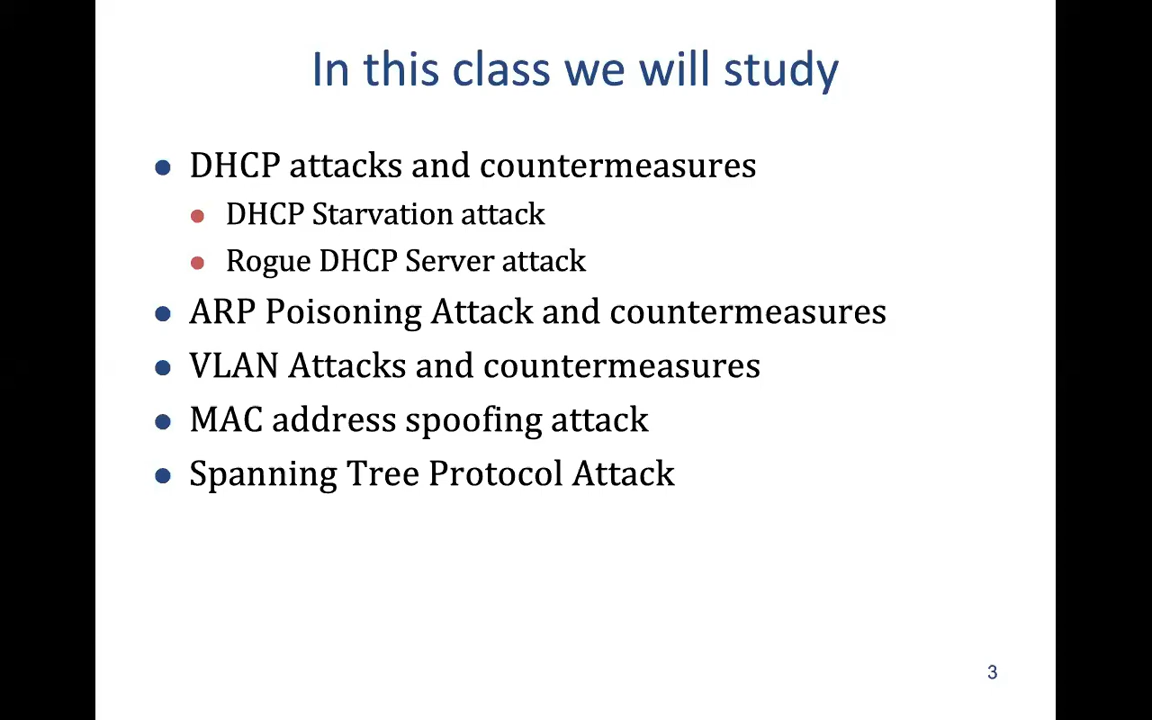 In this class we will study
DHCP attacks and countermeasures
DHCP Starvation attack
Rogue DHCP Server attack
ARP Poisoning Attack and countermeasures
VLAN Attacks and countermeasures
MAC address spoofing attack
Spanning Tree Protocol Attack
3